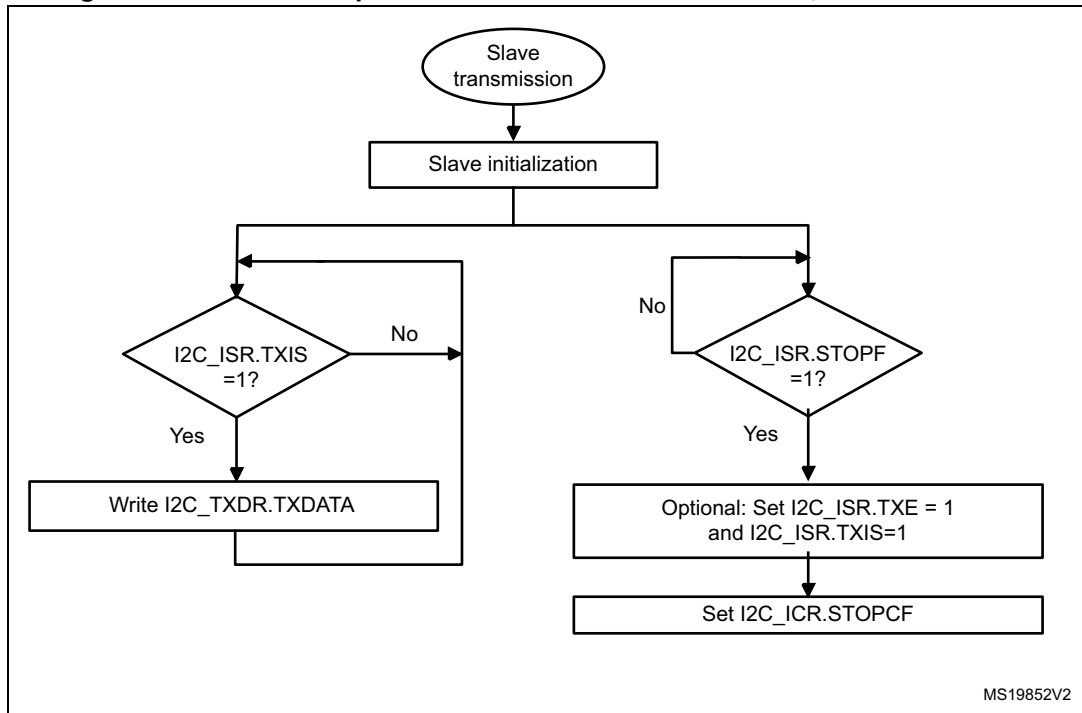 Slave
transmission
Slave initialization
No
I2C_ISR.TXIS
=1?
Yes
Write I2C_TXDR.TXDATA
No
I2C_ISR.STOPF
=1?
Yes
Optional: Set I2C_ISR.TXE = 1
and I2C_ISR.TXIS=1
Set I2C_ICR.STOPCF
MS19852V2